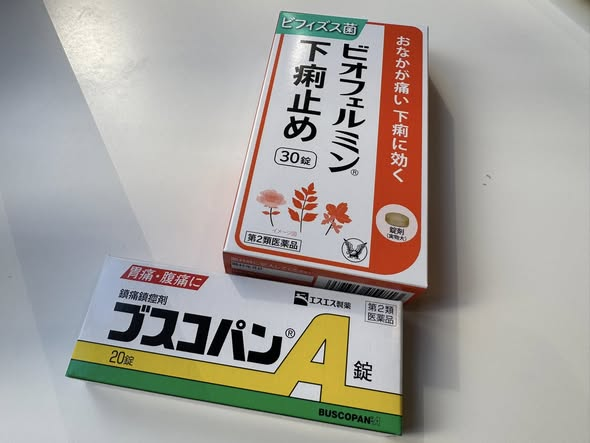 ビフィズス菌
おなかが痛い 下痢に効く
ビオフェルミン®
下痢止め
30錠
イメージ図
錠剤
(実物大)
第2類医薬品
胃痛・腹痛に
鎮痛鎮痙剤
エスエス製薬
第2類
医薬品
ブスコパン®A錠
20錠
BUSCOPAN A